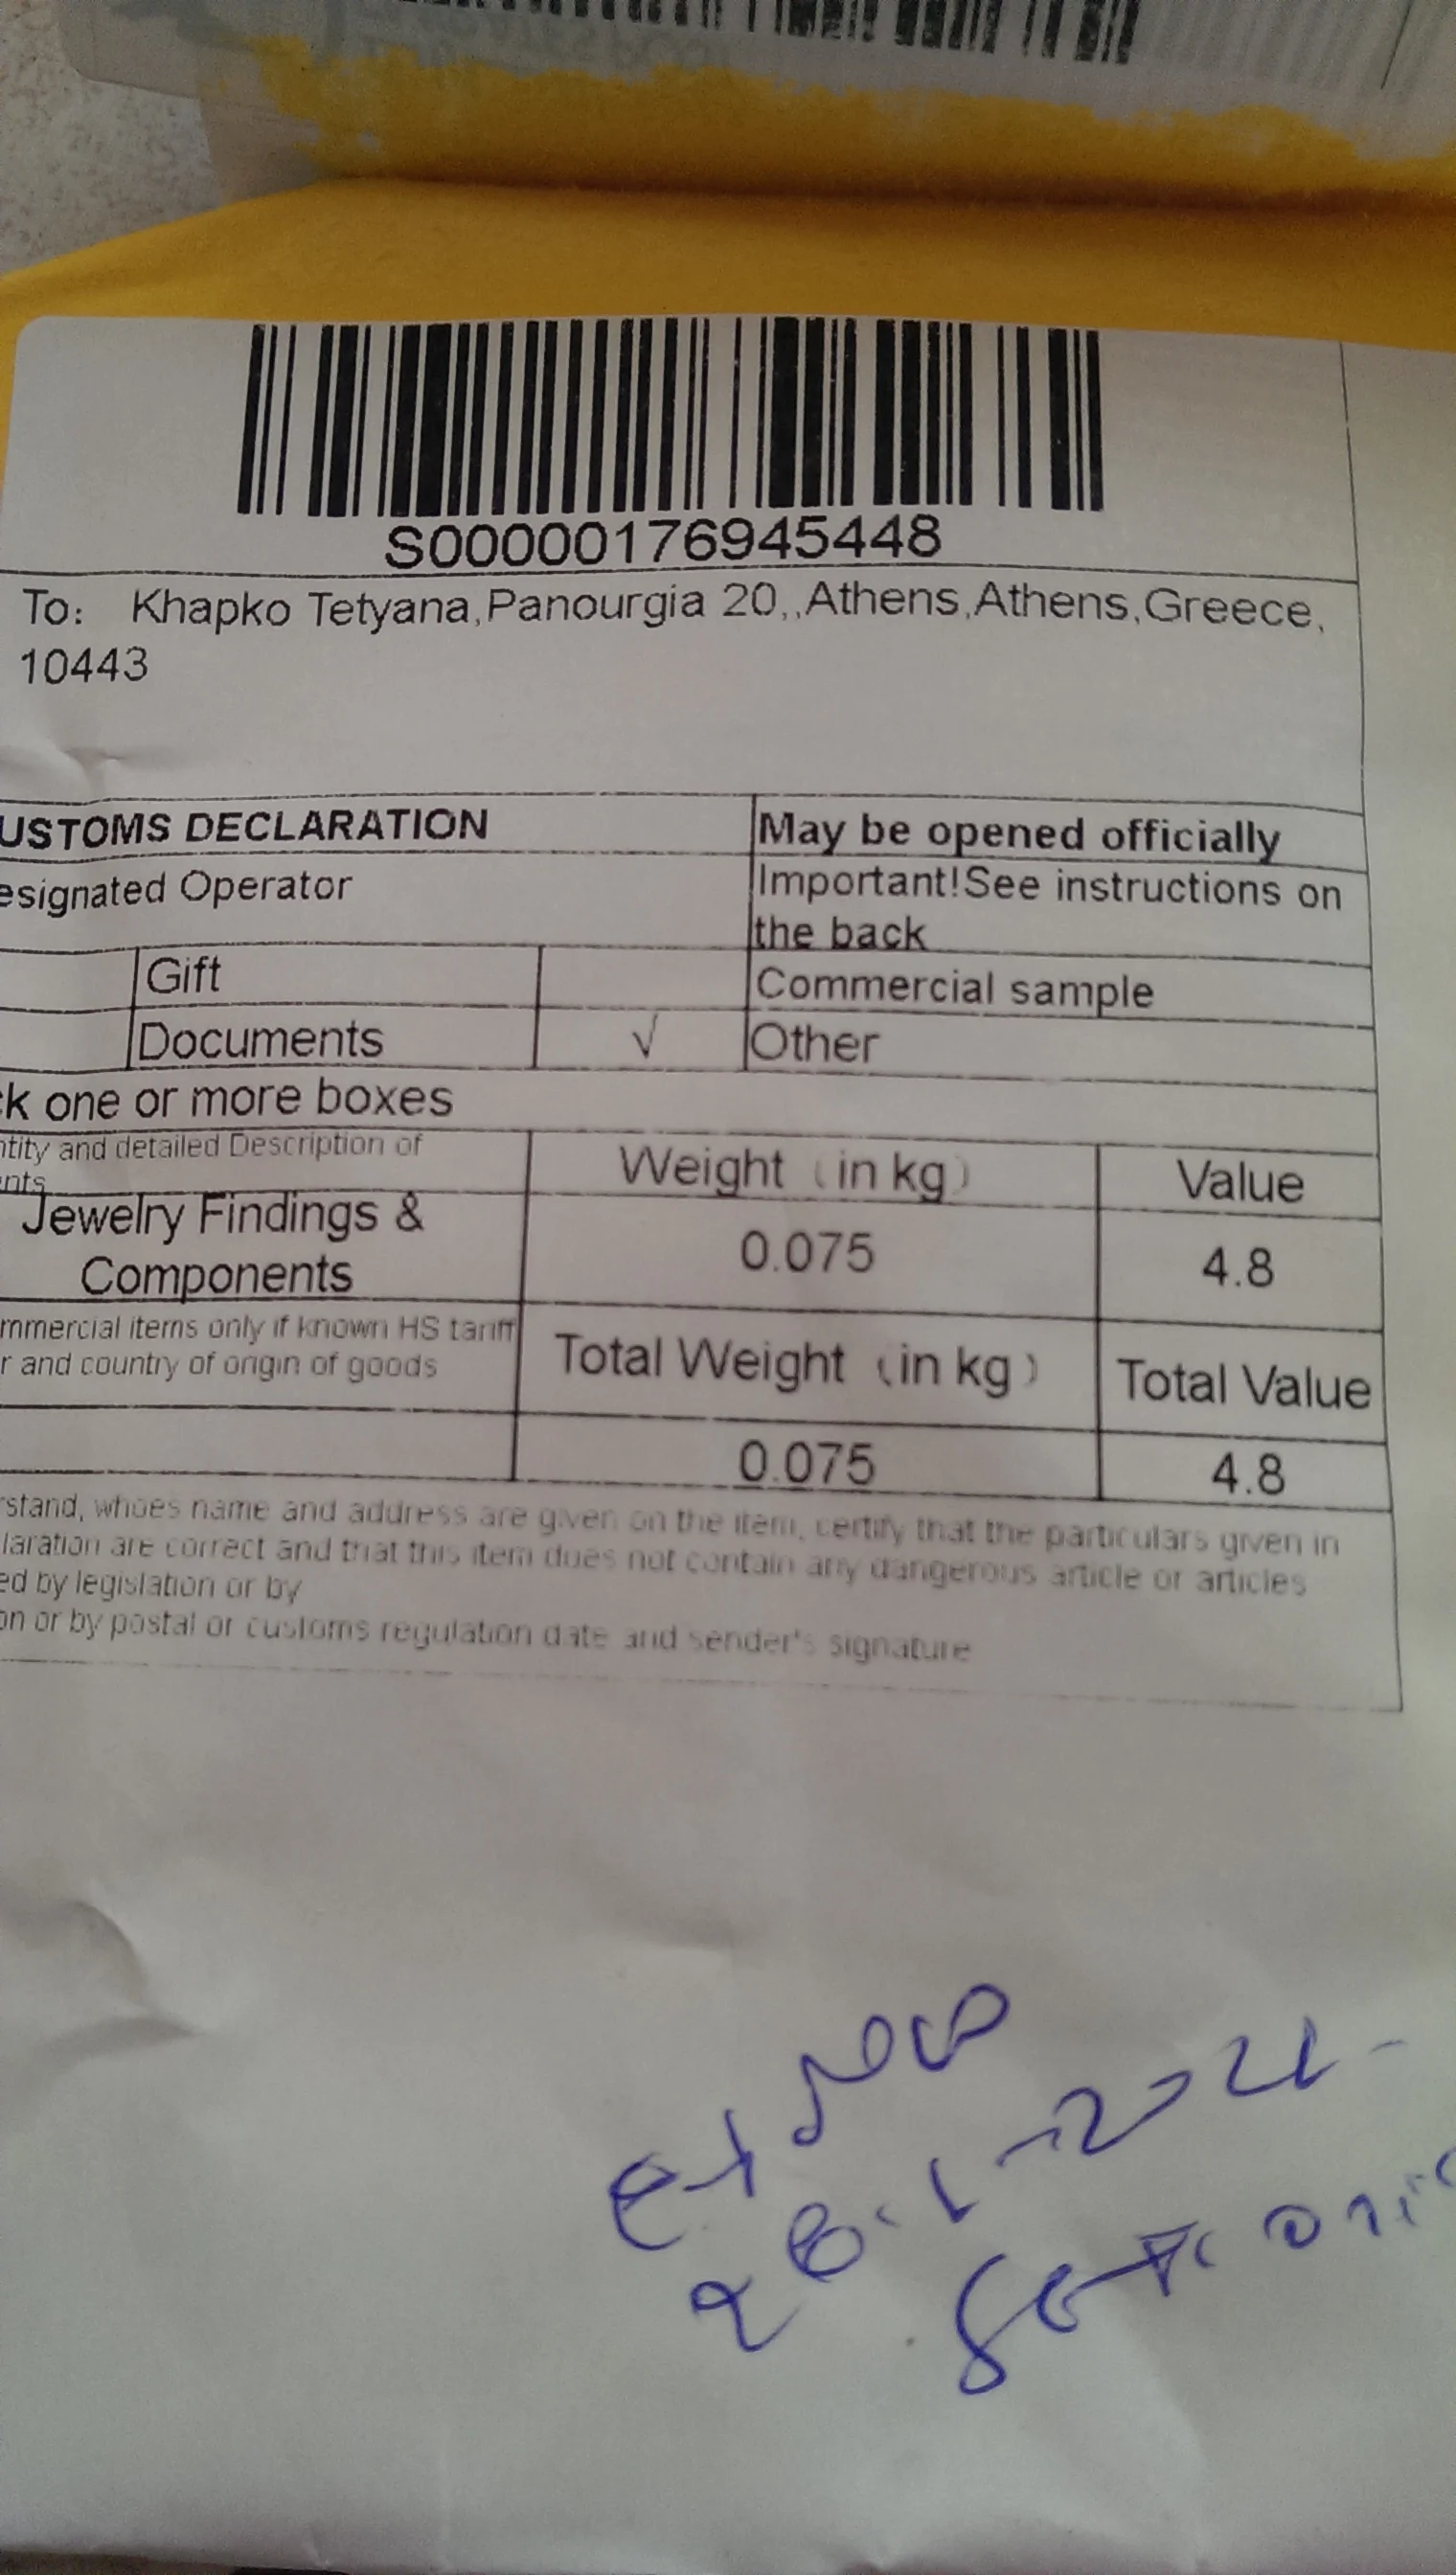 S00000176945448
To: Khapko Tetyana,Panourgia 20,,Athens,Athens,Greece,
10443
USTOMS DECLARATION
May be opened officially
esignated Operator
Important!See instructions on
the back
Gift
Commercial sample
Documents √ Other
ck one or more boxes
ntity and detailed Description of
nts
Weight (in kg) Value
Jewelry Findings &
Components
0.075 4.8
mmercial items only if known HS tariff
r and country of origin of goods
Total Weight (in kg) Total Value
0.075 4.8
rstand, whoes name and address are given on the item, certify that the particulars given in
laration are correct and that this item dues not contain any dangerous article or articles
ed by legislation or by
on or by postal or customs regulation date and sender's signature